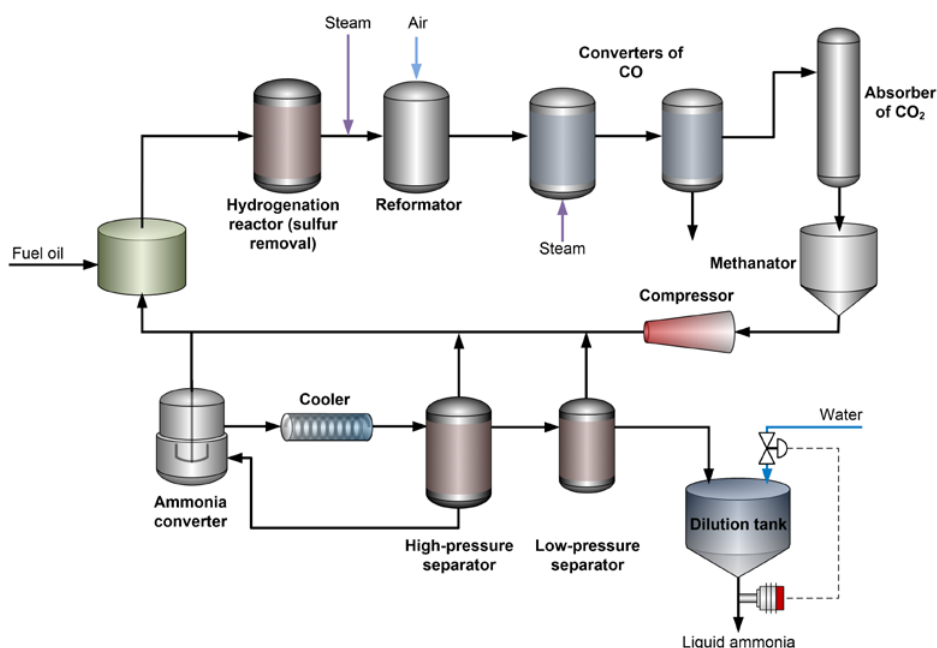 Steam
Air
Converters of
CO
Absorber
of CO₂
Hydrogenation
reactor (sulfur
removal)
Reformator
Steam
Fuel oil
Methanator
Compressor
Cooler
Water
Ammonia
converter
High-pressure
separator
Low-pressure
separator
Dilution tank
Liquid ammonia